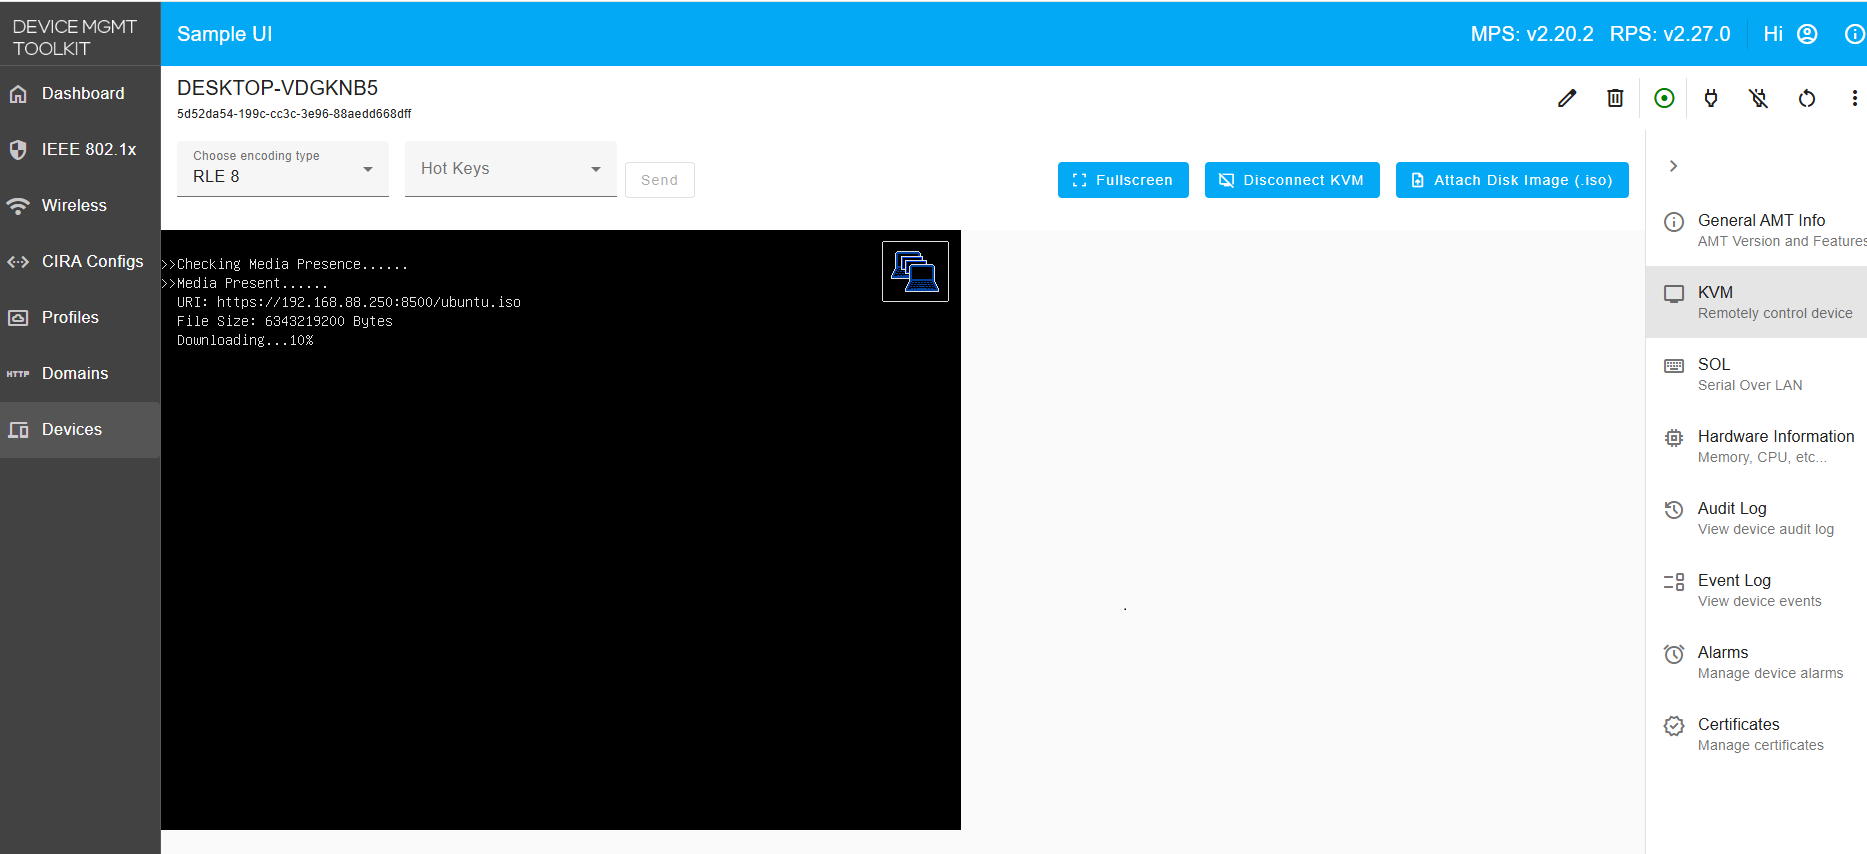 DEVICE MGMT
TOOLKIT
Sample UI
MPS: v2.20.2 RPS: v2.27.0 Hi
Dashboard
IEEE 802.1x
Wireless
CIRA Configs
Profiles
HTTP Domains
Devices
DESKTOP-VDGKNB5
5d52da54-199c-cc3c-3e96-88aedd668dff
Choose encoding type
RLE 8
Hot Keys
Send
Fullscreen
Disconnect KVM
Attach Disk Image (.iso)
>>Checking Media Presence......
>>Media Present......
URI: https://192.168.88.250:8500/ubuntu.iso
File Size: 6343219200 Bytes
Downloading...10%
General AMT Info
AMT Version and Features
KVM
Remotely control device
SOL
Serial Over LAN
Hardware Information
Memory, CPU, etc...
Audit Log
View device audit log
Event Log
View device events
Alarms
Manage device alarms
Certificates
Manage certificates